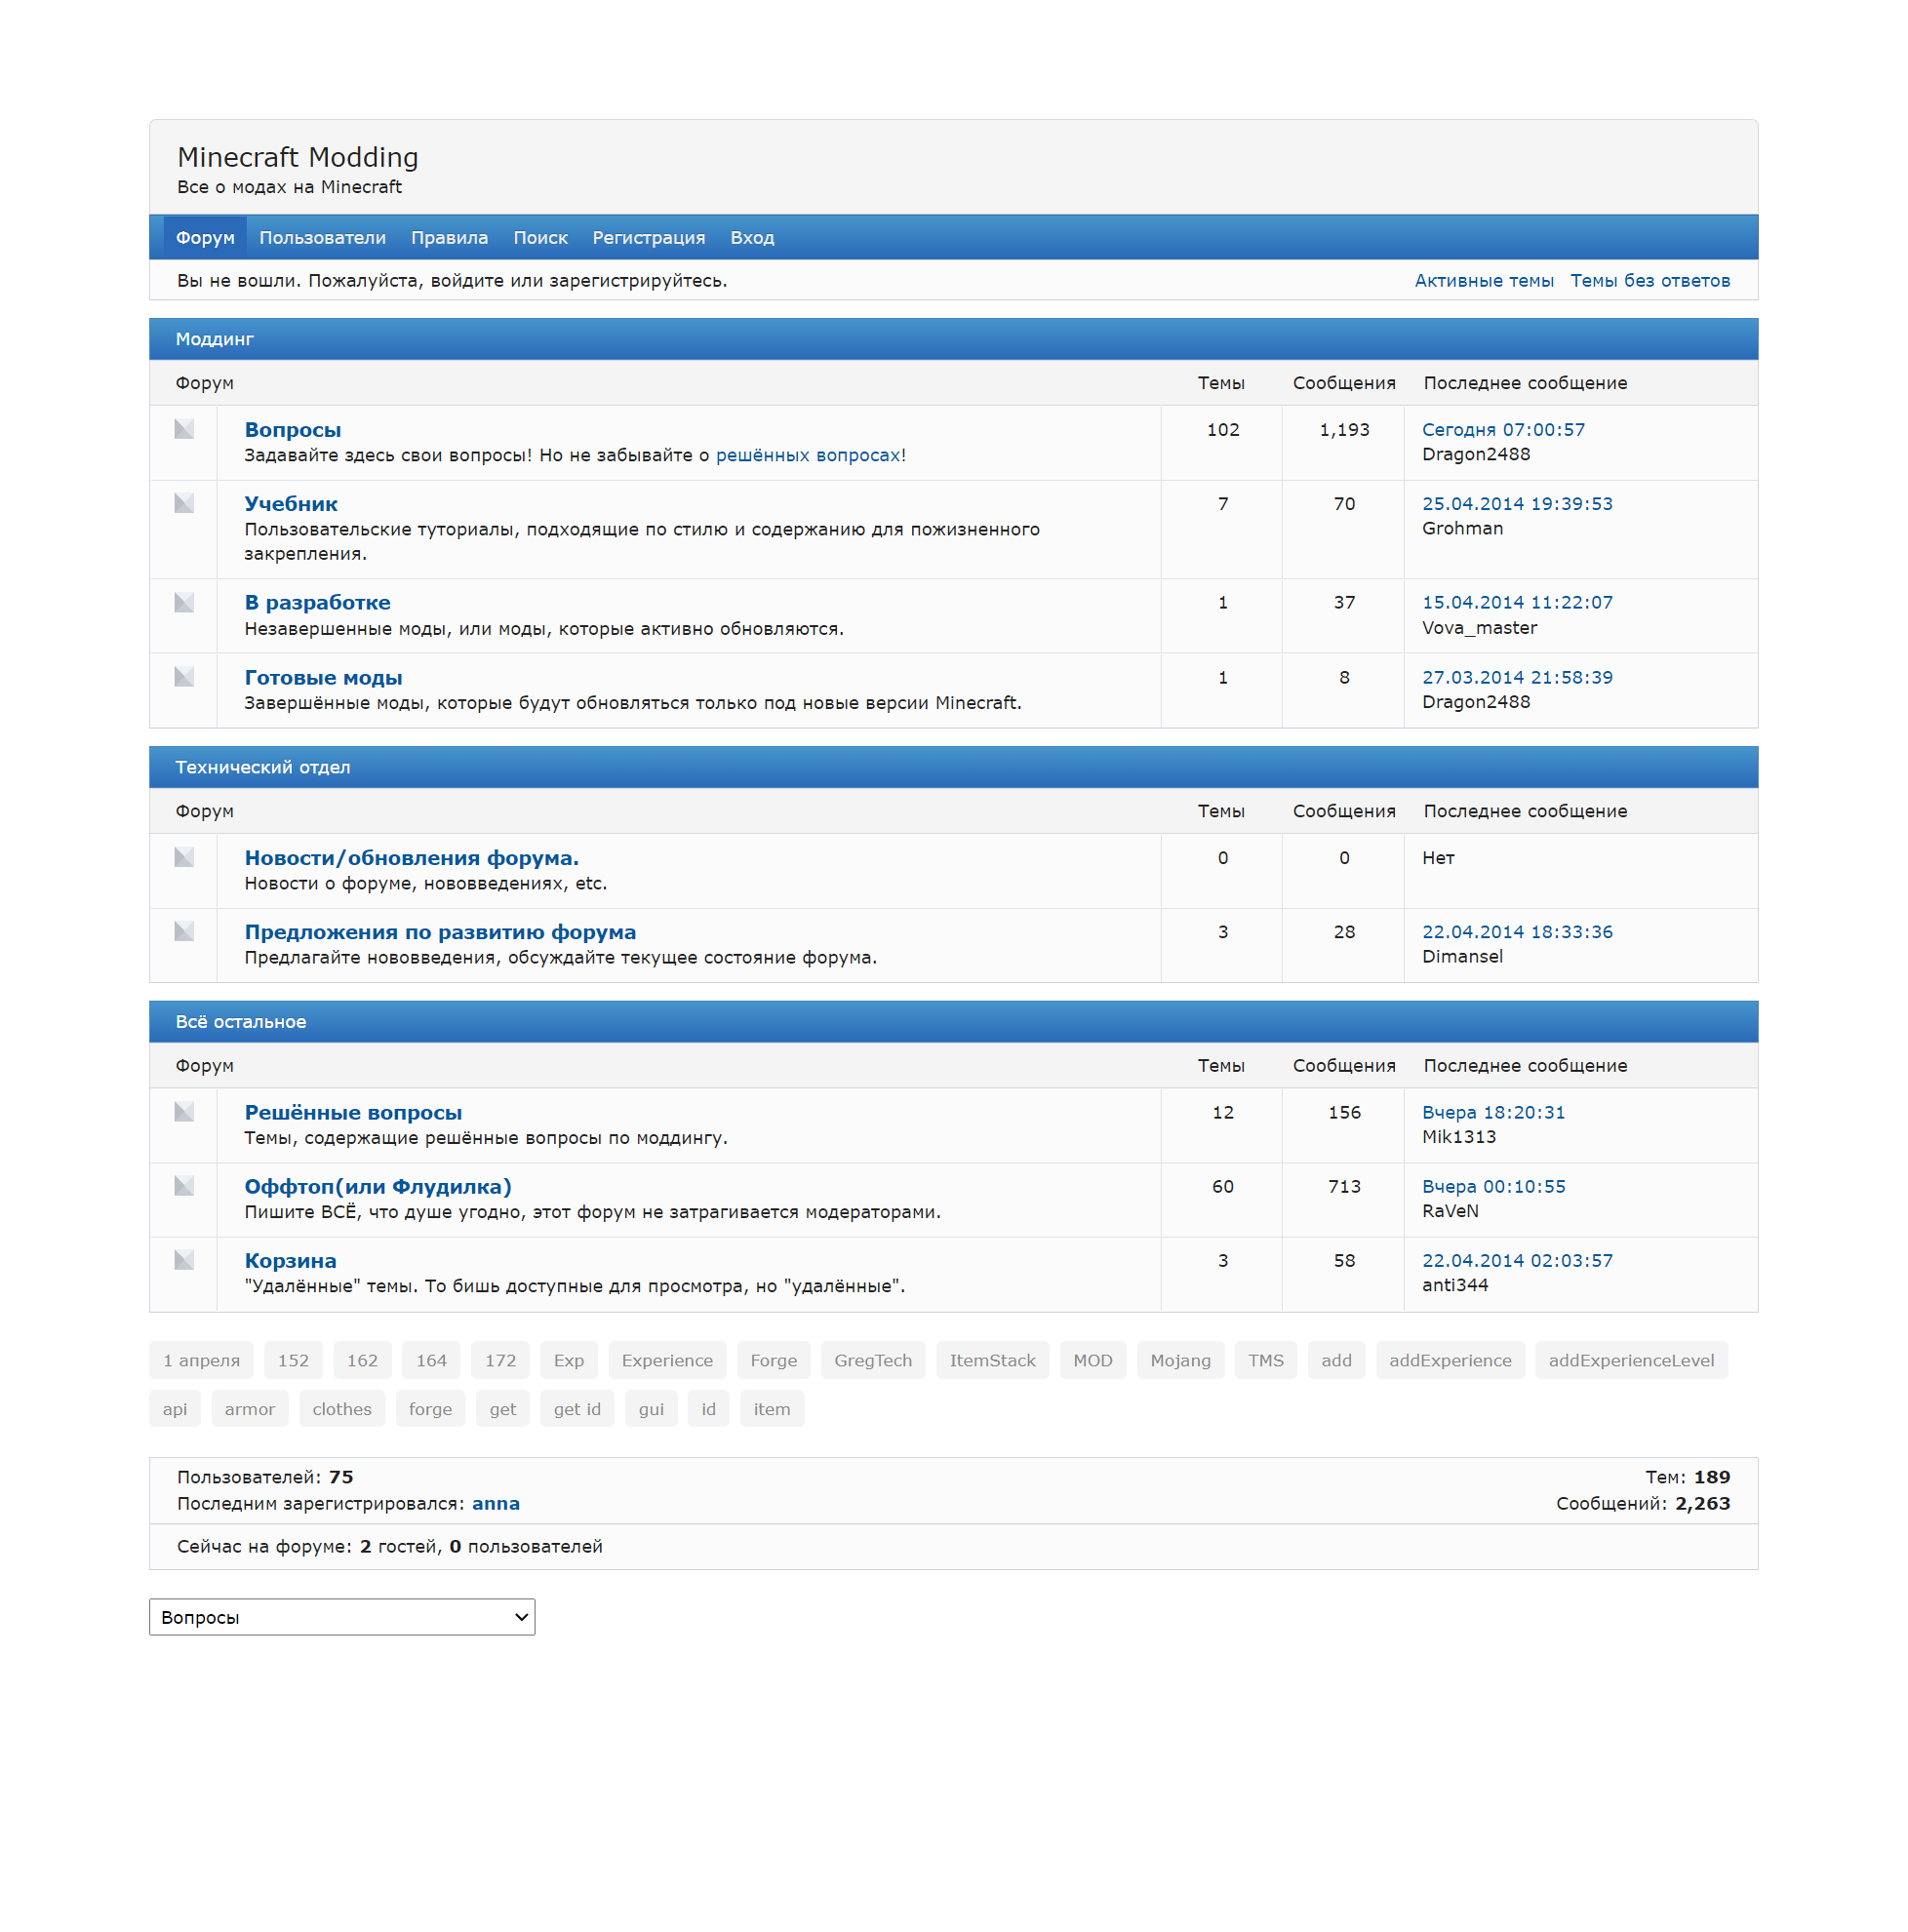 Minecraft Modding
Все о модах на Minecraft
Форум Пользователи Правила Поиск Регистрация Вход
Вы не вошли. Пожалуйста, войдите или зарегистрируйтесь. Активные темы Темы без ответов
Моддинг
Форум Темы Сообщения Последнее сообщение
Вопросы 102 1,193 Сегодня 07:00:57
Задавайте здесь свои вопросы! Но не забывайте о решённых вопросах! Dragon2488
Учебник 7 70 25.04.2014 19:39:53
Пользовательские туториалы, подходящие по стилю и содержанию для пожизненного Grohman
закрепления.
В разработке 1 37 15.04.2014 11:22:07
Незавершенные моды, или моды, которые активно обновляются. Vova_master
Готовые моды 1 8 27.03.2014 21:58:39
Завершённые моды, которые будут обновляться только под новые версии Minecraft. Dragon2488
Технический отдел
Форум Темы Сообщения Последнее сообщение
Новости/обновления форума. 0 0 Нет
Новости о форуме, нововведениях, etc.
Предложения по развитию форума 3 28 22.04.2014 18:33:36
Предлагайте нововведения, обсуждайте текущее состояние форума. Dimansel
Всё остальное
Форум Темы Сообщения Последнее сообщение
Решённые вопросы 12 156 Вчера 18:20:31
Темы, содержащие решённые вопросы по моддингу. Mik1313
Оффтоп(или Флудилка) 60 713 Вчера 00:10:55
Пишите ВСЁ, что душе угодно, этот форум не затрагивается модераторами. RaVeN
Корзина 3 58 22.04.2014 02:03:57
"Удалённые" темы. То бишь доступные для просмотра, но "удалённые". anti344
1 апреля 152 162 164 172 Exp Experience Forge GregTech ItemStack MOD Mojang TMS add addExperience addExperienceLevel
api armor clothes forge get get id gui id item
Пользователей: 75 Тем: 189
Последним зарегистрировался: anna Сообщений: 2,263
Сейчас на форуме: 2 гостей, 0 пользователей
Вопросы